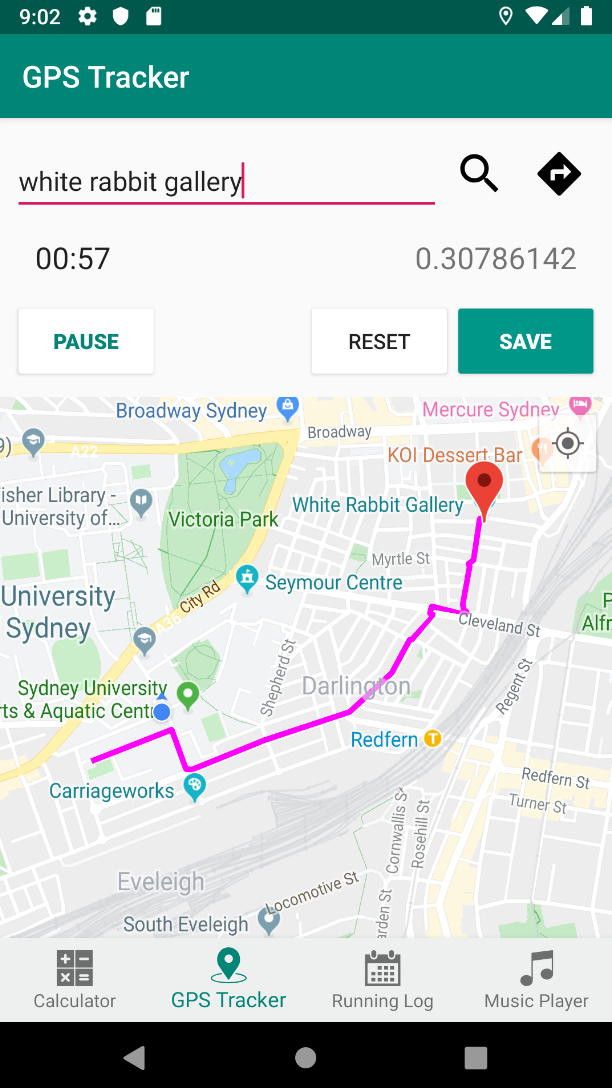 9:02
GPS Tracker
white rabbit gallery
00:57 0.30786142
PAUSE RESET SAVE
Broadway Sydney
Mercure Sydney
Broadway
9)
A22
KOI Dessert Bar
isher Library -
University of...
White Rabbit Gallery
Victoria Park
Myrtle St
Seymour Centre
University
Sydney
City Rd
A36
Cleveland St
P
Alfr
Shepherd St
Sydney University
rts & Aquatic Cent
Darlington
Regent St
Redfern T
Carriageworks
Redfern St
Turner St
Cornwallis St
Rosehill St
Eveleigh
Locomotive St
arden St
South Eveleigh
Calculator GPS Tracker Running Log Music Player